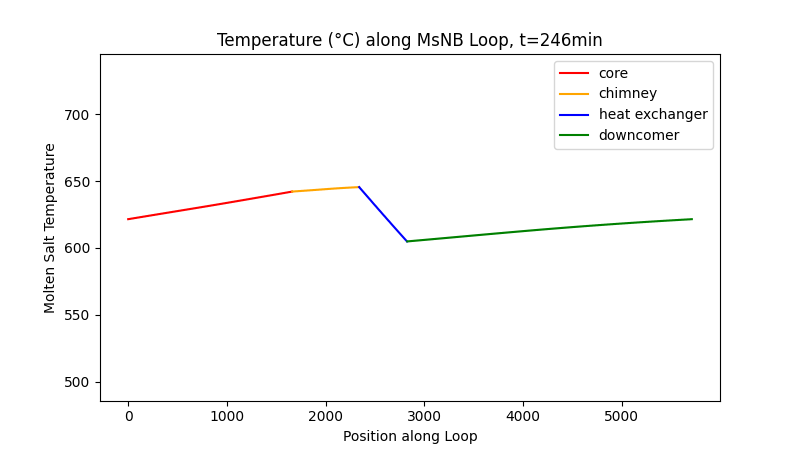 Temperature (°C) along MsNB Loop, t=246min
core
chimney
heat exchanger
downcomer
700
650
600
550
500
Molten Salt Temperature
0 1000 2000 3000 4000 5000
Position along Loop